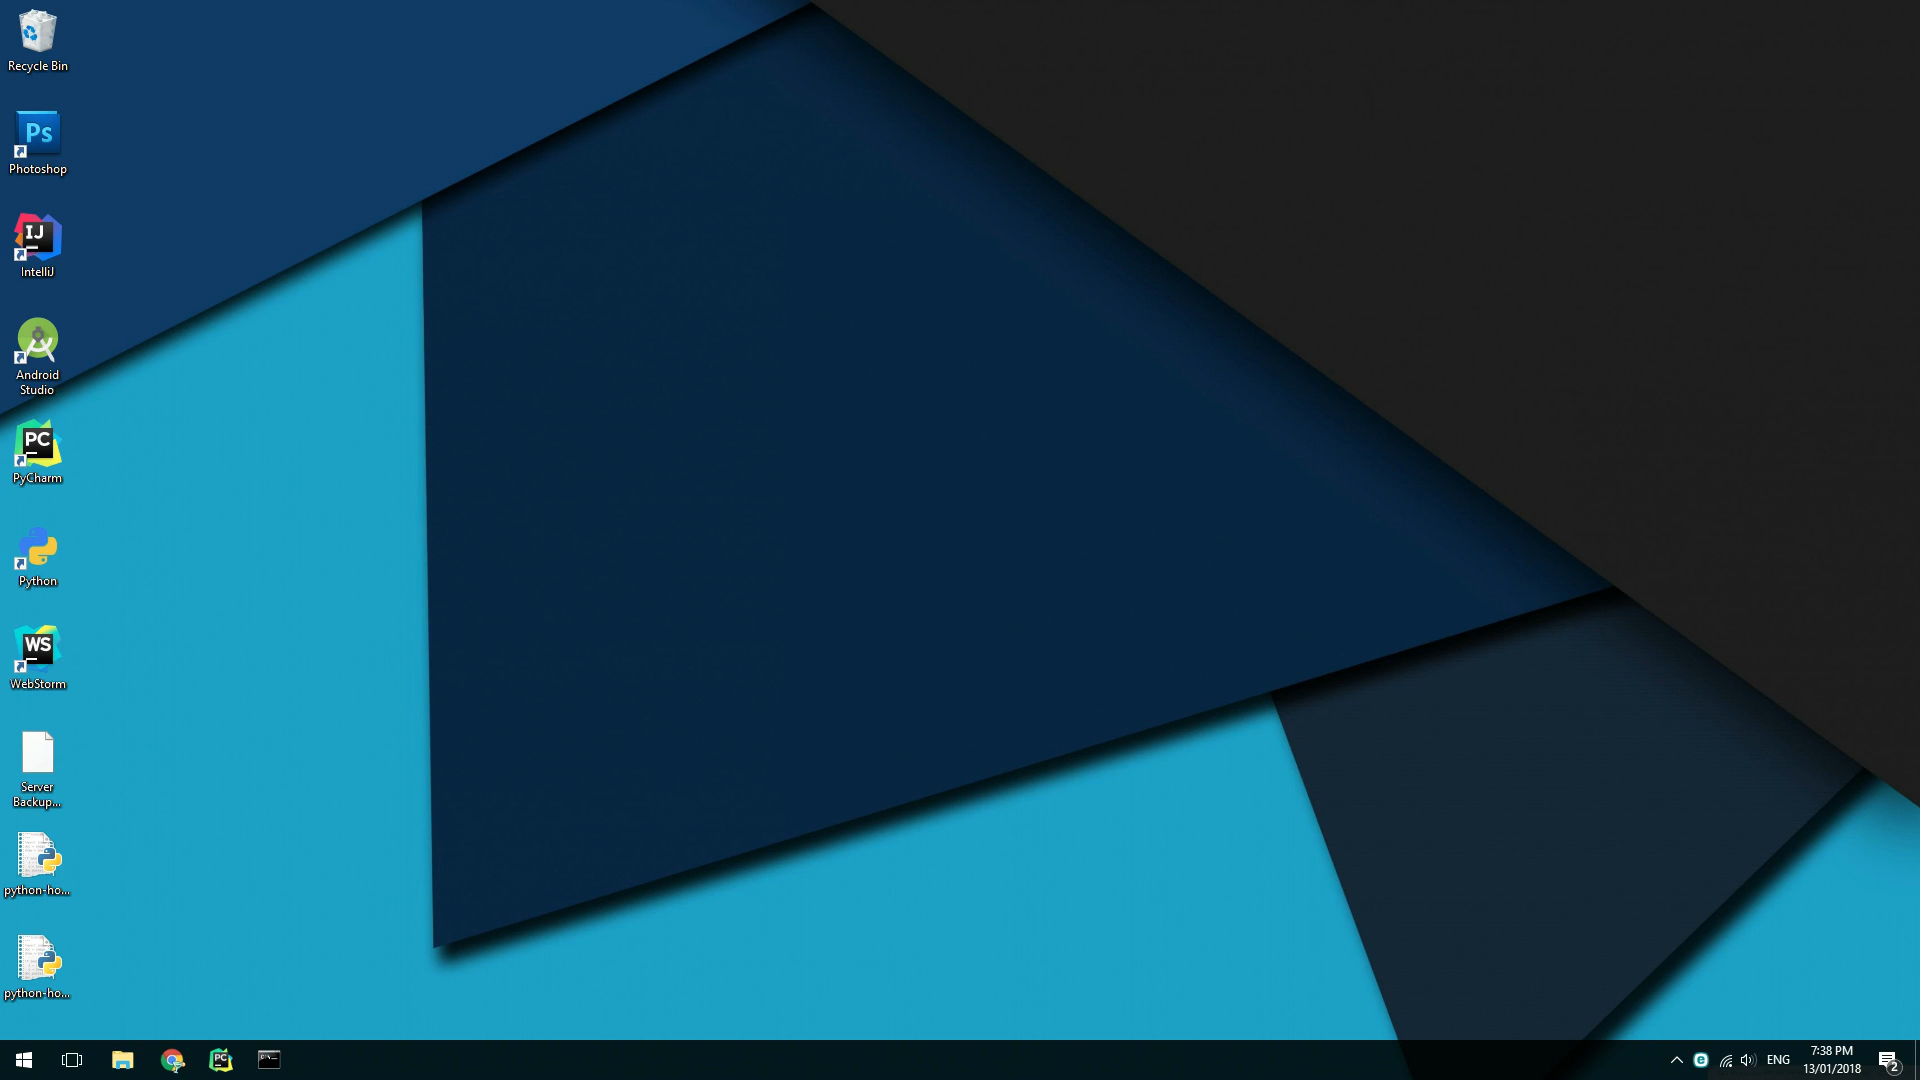 Recycle Bin
Ps
Photoshop
IJ
IntelliJ
Android
Studio
PC
PyCharm
Python
WS
WebStorm
Server
Backup...
python-ho...
python-ho...
PC
ENG
7:38 PM
13/01/2018
2